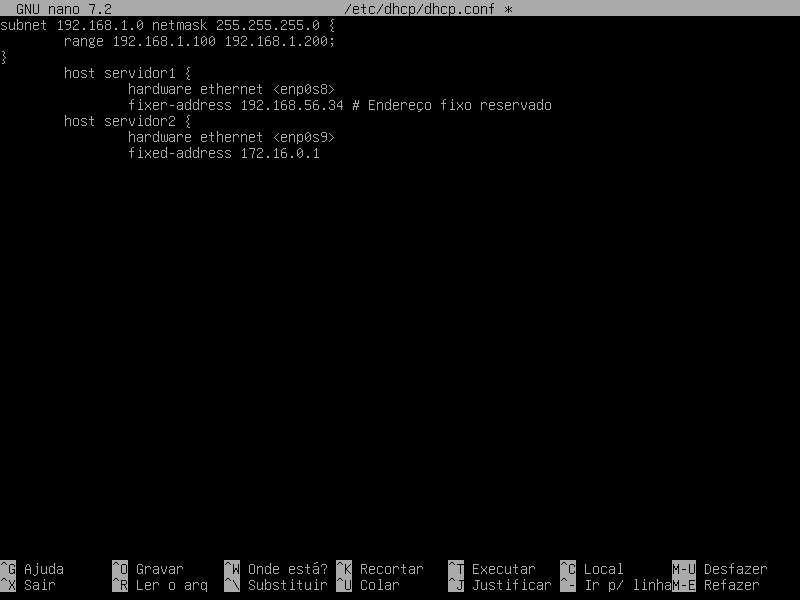 GNU nano 7.2 /etc/dhcp/dhcp.conf *
subnet 192.168.1.0 netmask 255.255.255.0 {
range 192.168.1.100 192.168.1.200;
}
host servidor1 {
hardware ethernet <enp0s8>
fixer-address 192.168.56.34 # Endereço fixo reservado
host servidor2 {
hardware ethernet <enp0s9>
fixed-address 172.16.0.1
^G Ajuda ^O Gravar ^W Onde está? ^K Recortar ^T Executar ^C Local M-U Desfazer
^X Sair ^R Ler o arq ^\ Substituir ^U Colar ^J Justificar ^- Ir p/ linha M-E Refazer